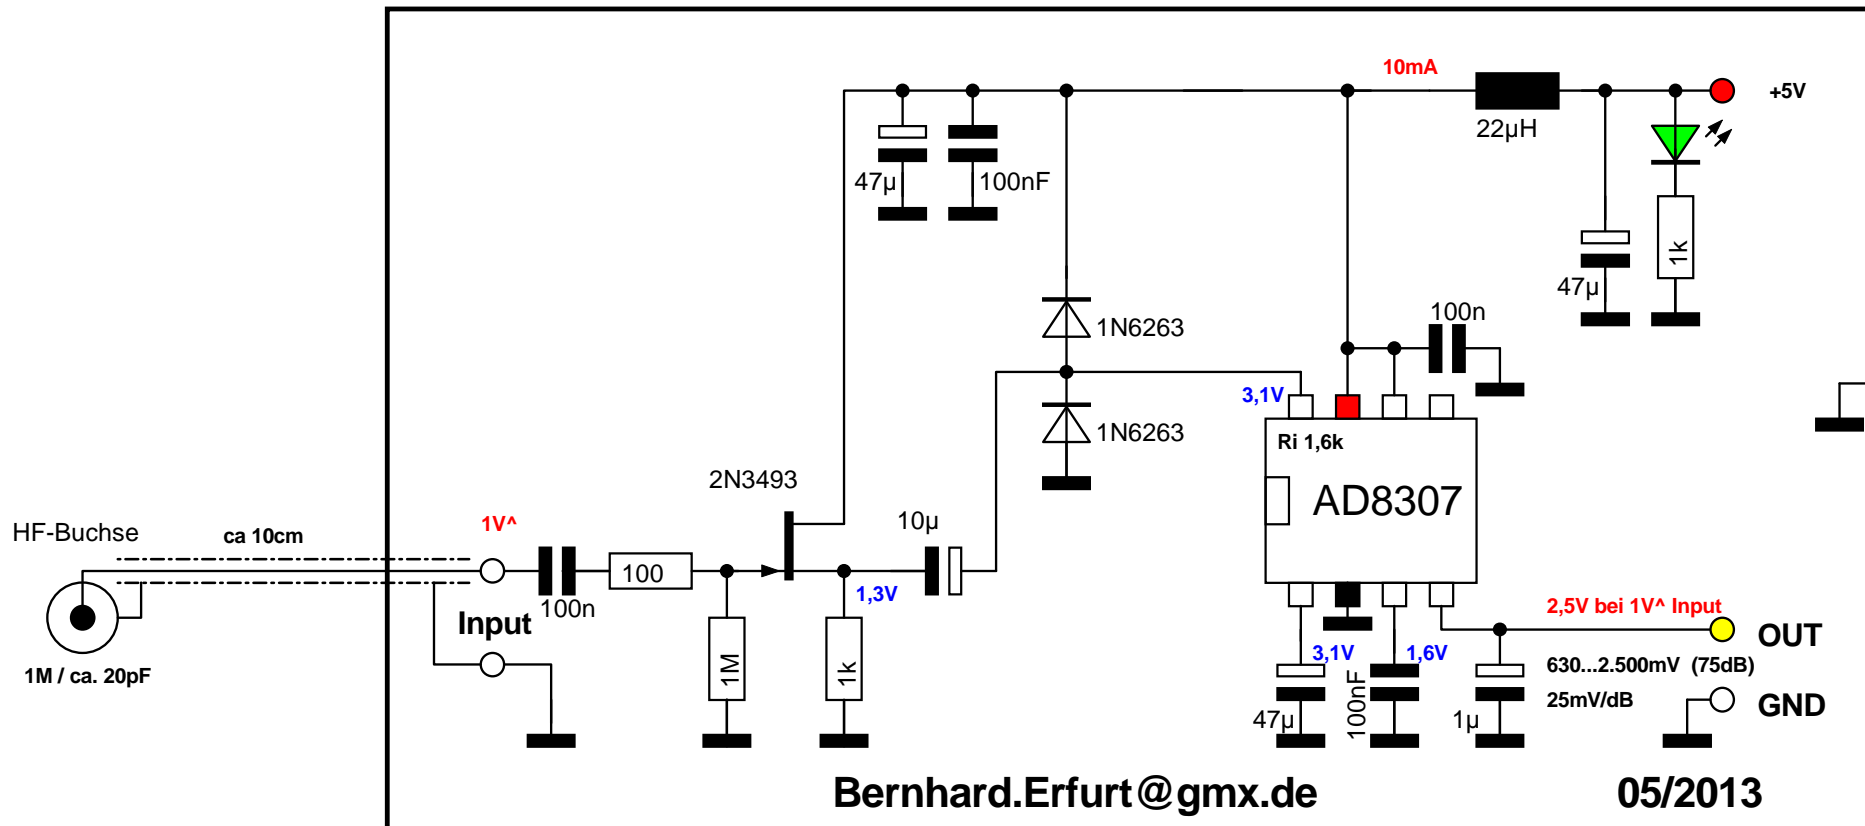 10mA
+5V
22µH
47µ
100nF
1k
47µ
1N6263
100n
3,1V
1N6263
Ri 1,6k
2N3493
AD8307
HF-Buchse
ca 10cm
1V^
10µ
100
100n
1,3V
Input
2,5V bei 1V^ Input
OUT
1M / ca. 20pF
1M
1k
3,1V
1,6V
630...2.500mV (75dB)
25mV/dB
GND
47µ
100nF
1µ
Bernhard.Erfurt@gmx.de
05/2013